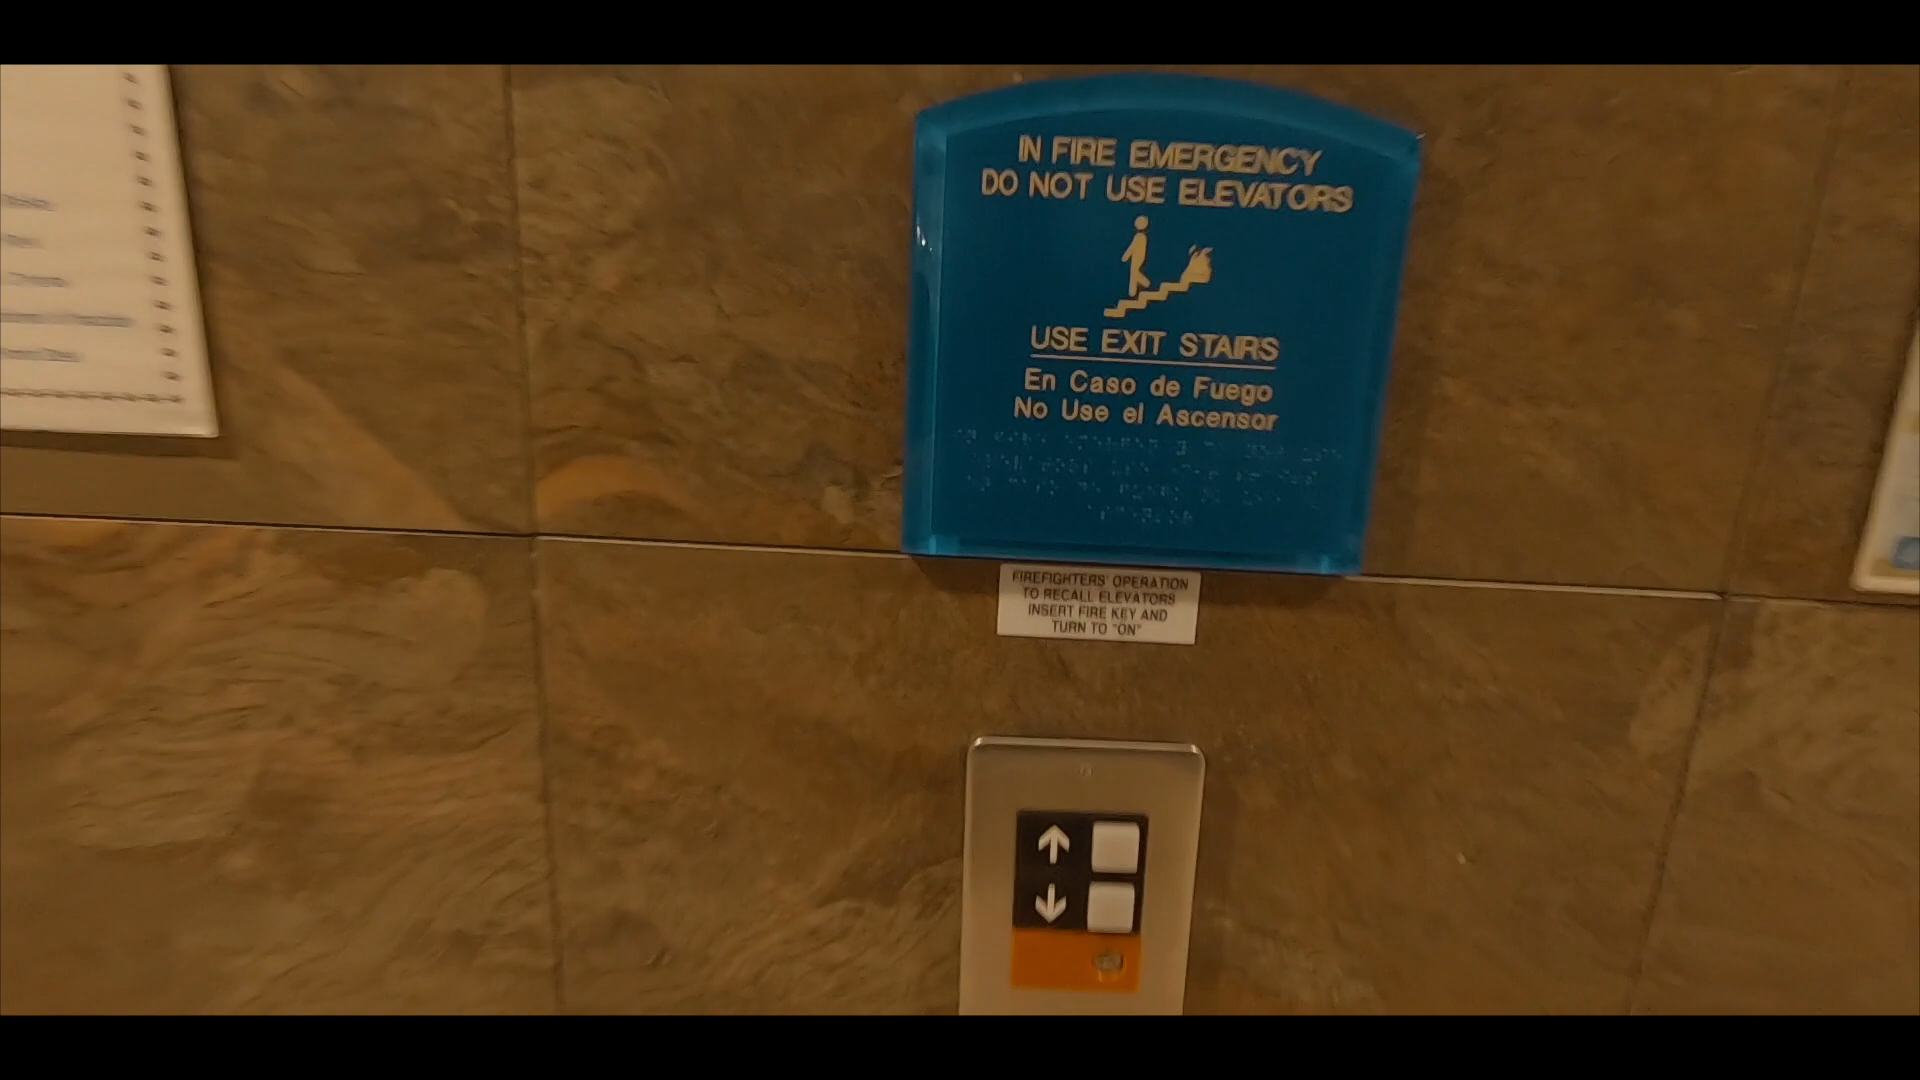 IN FIRE EMERGENCY
DO NOT USE ELEVATORS
USE EXIT STAIRS
En Caso de Fuego
No Use el Ascensor
FIREFIGHTERS' OPERATION
TO RECALL ELEVATORS
INSERT FIRE KEY AND
TURN TO "ON"